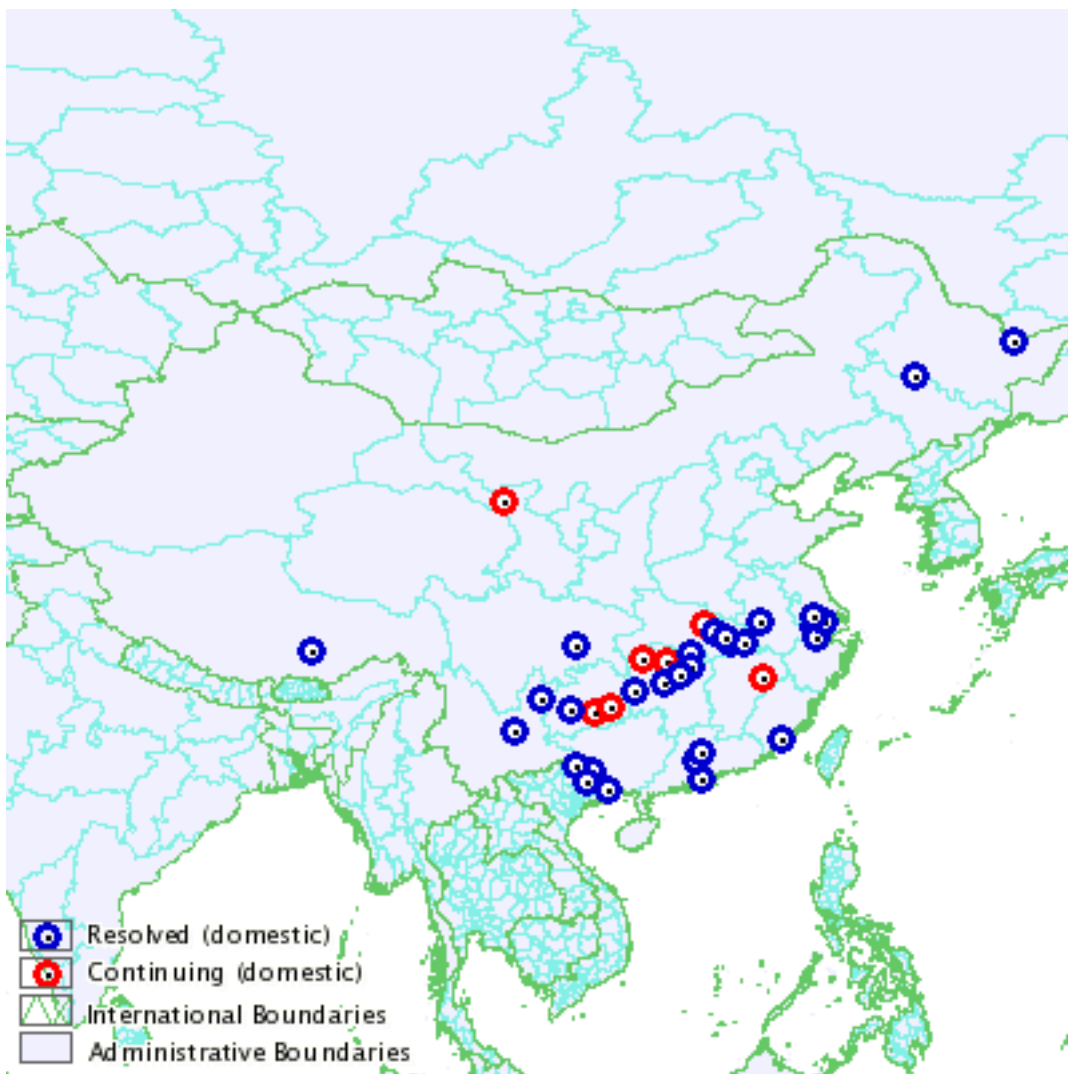 Resolved (domestic)
Continuing (domestic)
International Boundaries
Administrative Boundaries